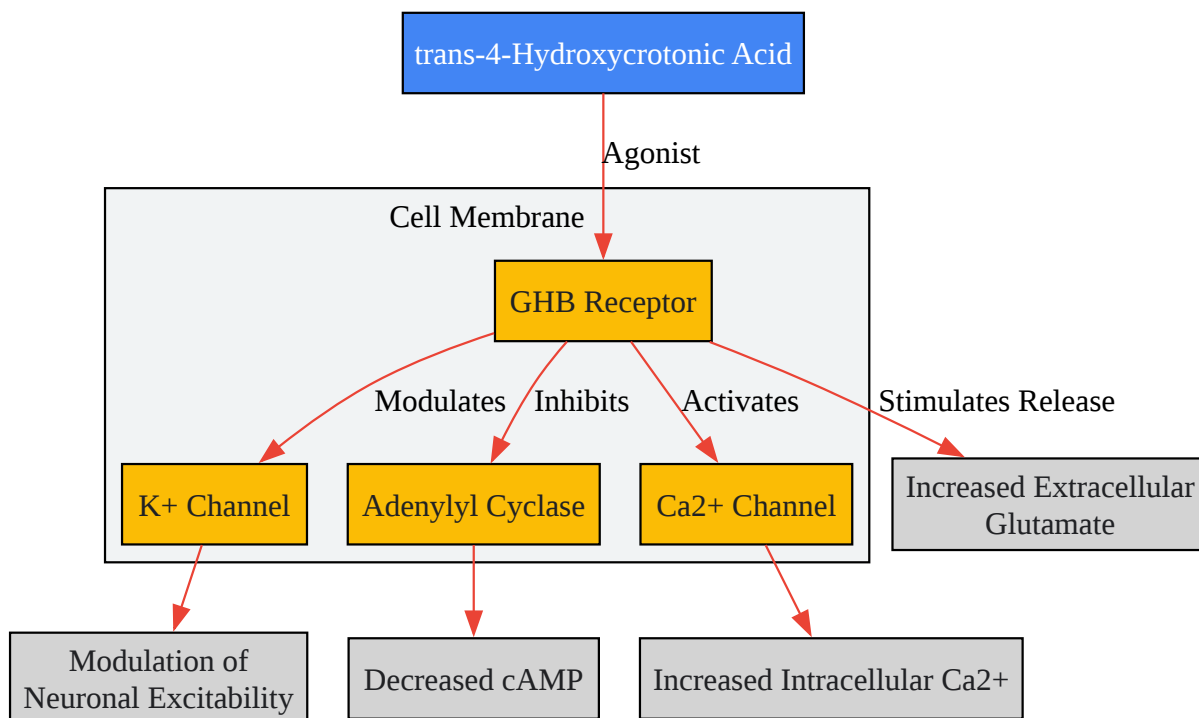 trans-4-Hydroxycrotonic Acid
Agonist
Cell Membrane
GHB Receptor
Modulates
Inhibits
Activates
Stimulates Release
K+ Channel
Adenylyl Cyclase
Ca2+ Channel
Increased Extracellular
Glutamate
Modulation of
Neuronal Excitability
Decreased cAMP
Increased Intracellular Ca2+